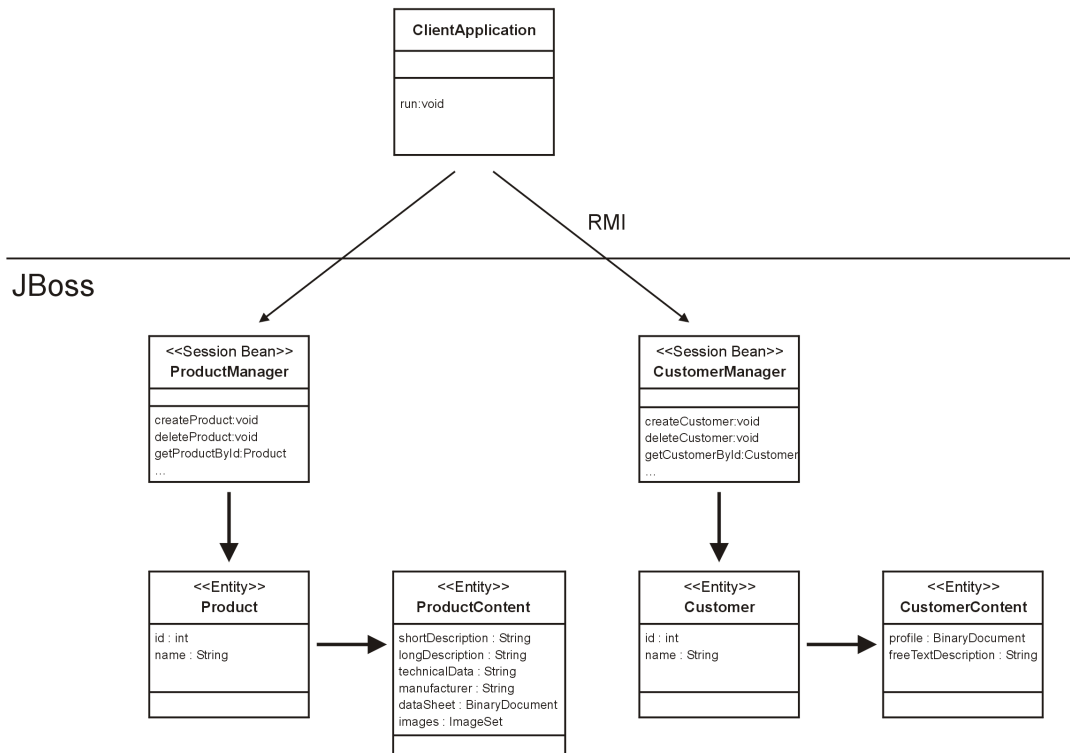 ClientApplication
run:void
RMI
JBoss
<<Session Bean>>
ProductManager
createProduct:void
deleteProduct:void
getProductById:Product
...
<<Session Bean>>
CustomerManager
createCustomer:void
deleteCustomer:void
getCustomerById:Customer
...
<<Entity>>
Product
id : int
name : String
<<Entity>>
ProductContent
shortDescription : String
longDescription : String
technicalData : String
manufacturer : String
dataSheet : BinaryDocument
images : ImageSet
<<Entity>>
Customer
id : int
name : String
<<Entity>>
CustomerContent
profile : BinaryDocument
freeTextDescription : String